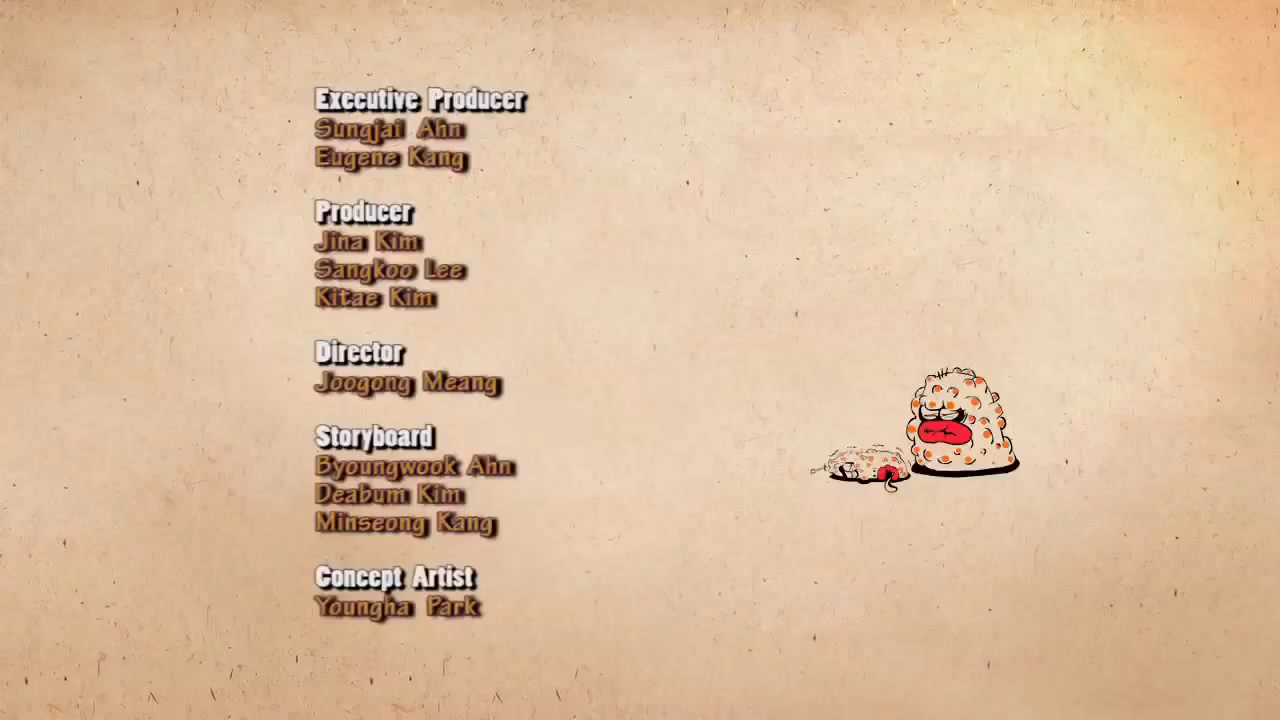 Executive Producer
Sungjai Ahn
Eugene Kang
Producer
Jina Kim
Sangkoo Lee
Kitae Kim
Director
Joogong Meang
Storyboard
Byoungwook Ahn
Deabum Kim
Minseong Kang
Concept Artist
Youngha Park